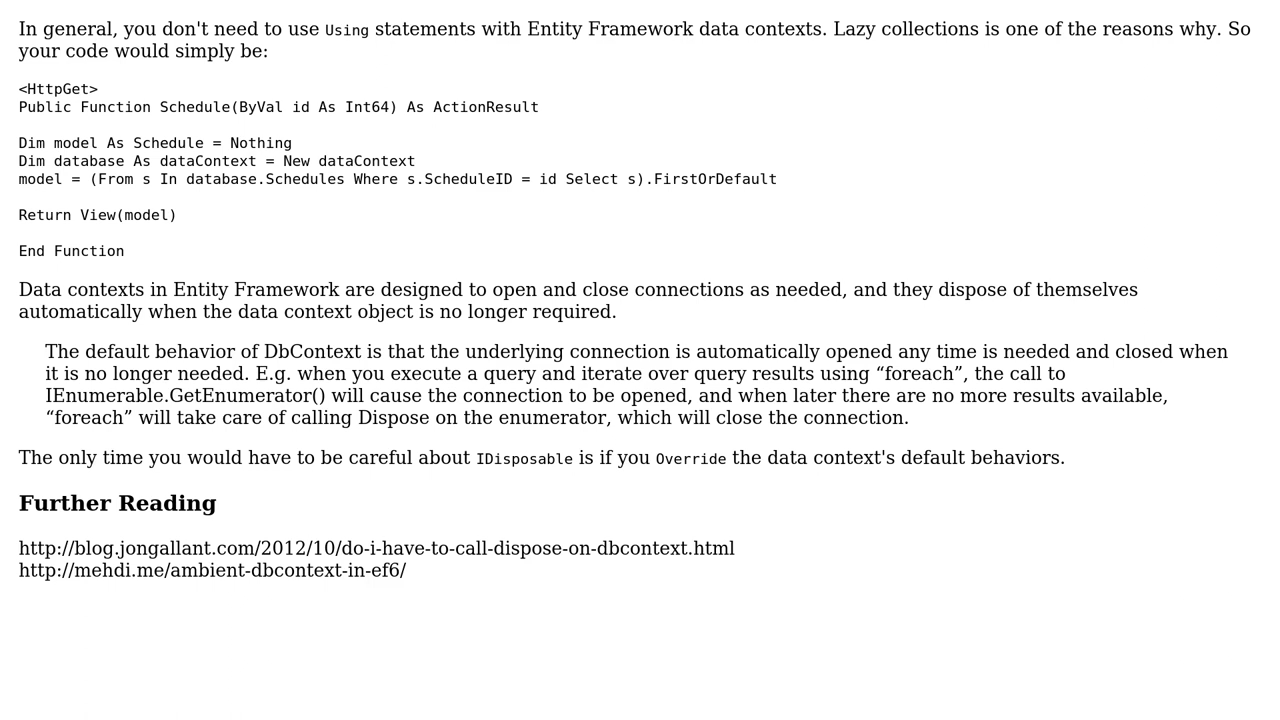 In general, you don't need to use Using statements with Entity Framework data contexts. Lazy collections is one of the reasons why. So
your code would simply be:
<HttpGet>
Public Function Schedule(ByVal id As Int64) As ActionResult
Dim model As Schedule = Nothing
Dim database As dataContext = New dataContext
model = (From s In database.Schedules Where s.ScheduleID = id Select s).FirstOrDefault
Return View(model)
End Function
Data contexts in Entity Framework are designed to open and close connections as needed, and they dispose of themselves
automatically when the data context object is no longer required.
The default behavior of DbContext is that the underlying connection is automatically opened any time is needed and closed when
it is no longer needed. E.g. when you execute a query and iterate over query results using “foreach”, the call to
IEnumerable.GetEnumerator() will cause the connection to be opened, and when later there are no more results available,
“foreach” will take care of calling Dispose on the enumerator, which will close the connection.
The only time you would have to be careful about IDisposable is if you Override the data context's default behaviors.
Further Reading
http://blog.jongallant.com/2012/10/do-i-have-to-call-dispose-on-dbcontext.html
http://mehdi.me/ambient-dbcontext-in-ef6/